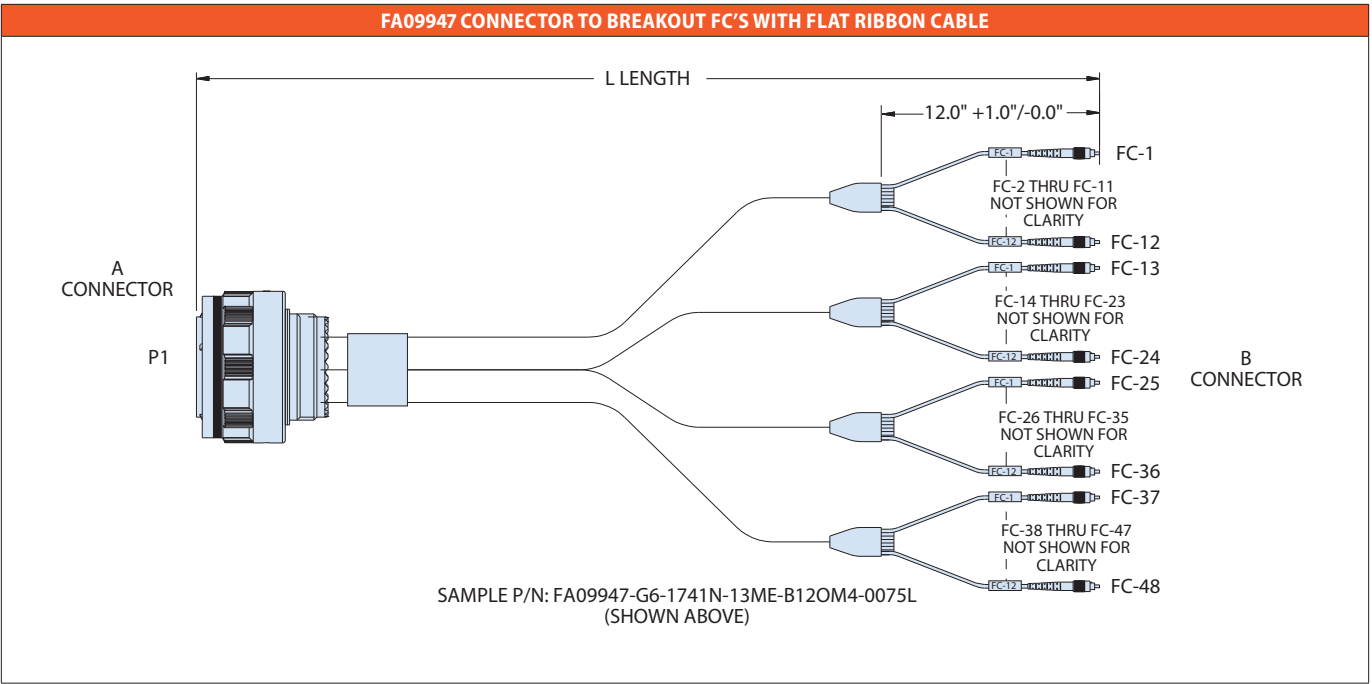 FA09947 CONNECTOR TO BREAKOUT FC'S WITH FLAT RIBBON CABLE
L LENGTH
12.0" +1.0"/-0.0"
FC-1
FC-1
FC-2 THRU FC-11
NOT SHOWN FOR
CLARITY
FC-12
FC-12
A
CONNECTOR
P1
FC-1
FC-13
FC-14 THRU FC-23
NOT SHOWN FOR
CLARITY
FC-12
FC-24
FC-1
FC-25
B
CONNECTOR
FC-26 THRU FC-35
NOT SHOWN FOR
CLARITY
FC-12
FC-36
FC-1
FC-37
FC-38 THRU FC-47
NOT SHOWN FOR
CLARITY
FC-12
FC-48
SAMPLE P/N: FA09947-G6-1741N-13ME-B12OM4-0075L
(SHOWN ABOVE)